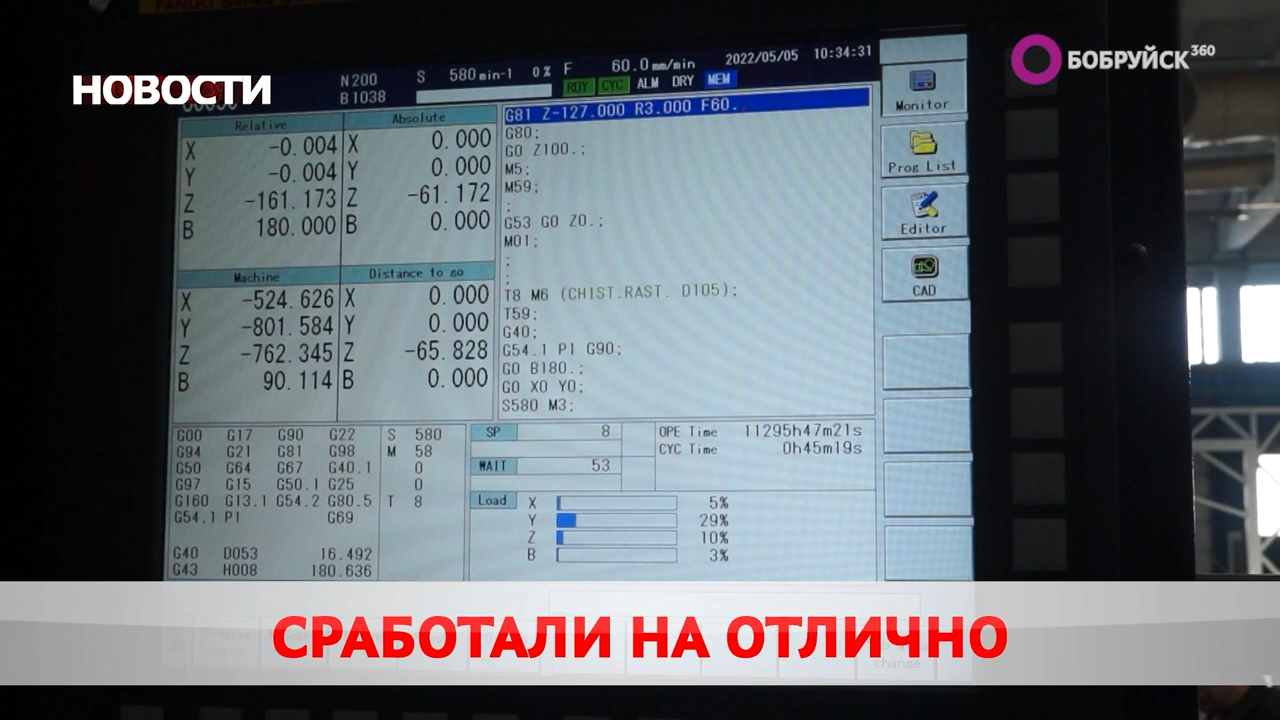 НОВОСТИ
БОБРУЙСК 360
N200 S 580 min-1 0% F 60.0 mm/min 2022/05/05 10:34:31
B1038 RDY CYC ALM DRY MEM
Relative Absolute
X -0.004 X 0.000
Y -0.004 Y 0.000
Z -161.173 Z -61.172
B 180.000 B 0.000
Machine Distance to go
X -524.626 X 0.000
Y -801.584 Y 0.000
Z -762.345 Z -65.828
B 90.114 B 0.000
G81 Z-127.000 R3.000 F60.
G80;
G0 Z100.;
M5;
M59;
;
G53 G0 Z0.;
M01;
;
;
T8 M6 (CHIST.RAST. D105);
T59;
G40;
G54.1 P1 G90;
G0 B180.;
G0 X0 Y0;
S580 M3;
Monitor
Prog List
Editor
CAD
G00 G17 G90 G22 S 580
G94 G21 G81 G98 M 58
G50 G64 G67 G40.1 0
G97 G15 G50.1 G25 0
G160 G13.1 G54.2 G80.5 T 8
G54.1 P1 G69
G40 D053 16.492
G43 H008 180.636
SP 8
WAIT 53
OPE Time 11295h47m21s
CYC Time 0h45m19s
Load X 5%
Y 29%
Z 10%
B 3%
СРАБОТАЛИ НА ОТЛИЧНО
change